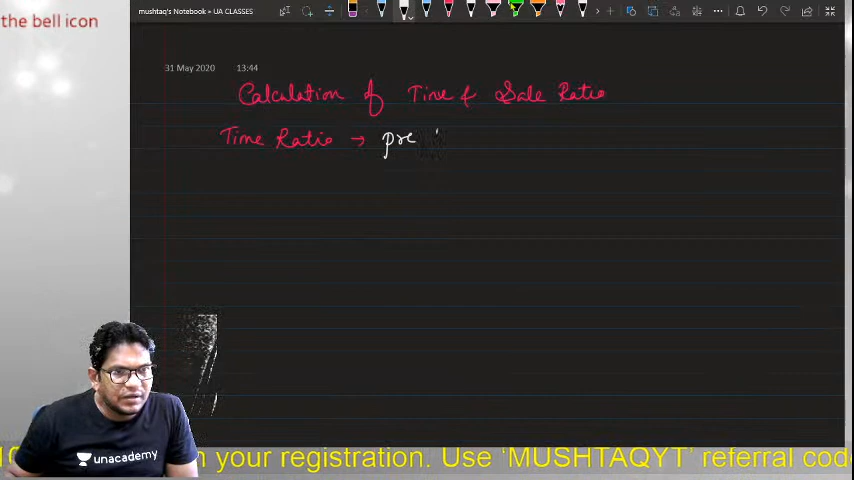 the bell icon
mushtaq's Notebook » UA CLASSES
31 May 2020 13:44
Calculation of Time & Sale Ratio
Time Ratio → pre
unacademy
n your registration. Use 'MUSHTAQYT' referral code